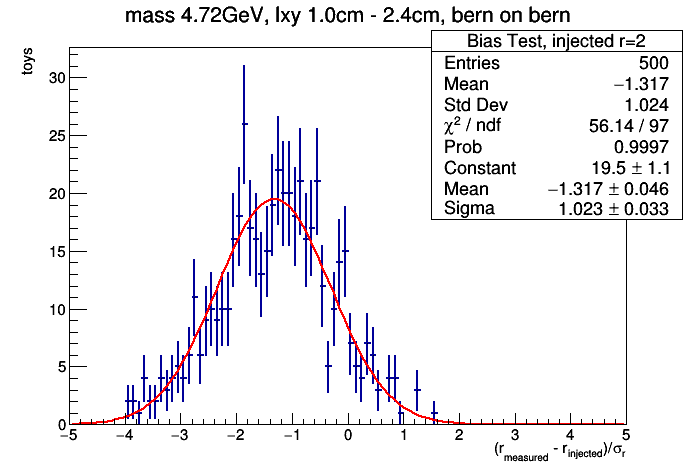 mass 4.72GeV, lxy 1.0cm - 2.4cm, bern on bern
Bias Test, injected r=2
Entries 500
Mean −1.317
Std Dev 1.024
χ² / ndf 56.14 / 97
Prob 0.9997
Constant 19.5 ± 1.1
Mean −1.317 ± 0.046
Sigma 1.023 ± 0.033
toys
30
25
20
15
10
5
0
−5 −4 −3 −2 −1 0 1 2 3 4 5
(r_measured - r_injected)/σ_r